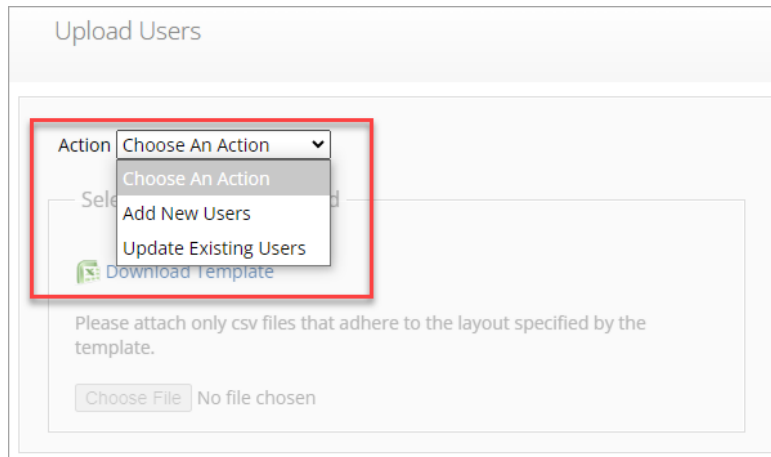 Upload Users
Action Choose An Action
Choose An Action
Sele d
Add New Users
Update Existing Users
Download Template
Please attach only csv files that adhere to the layout specified by the
template.
Choose File No file chosen